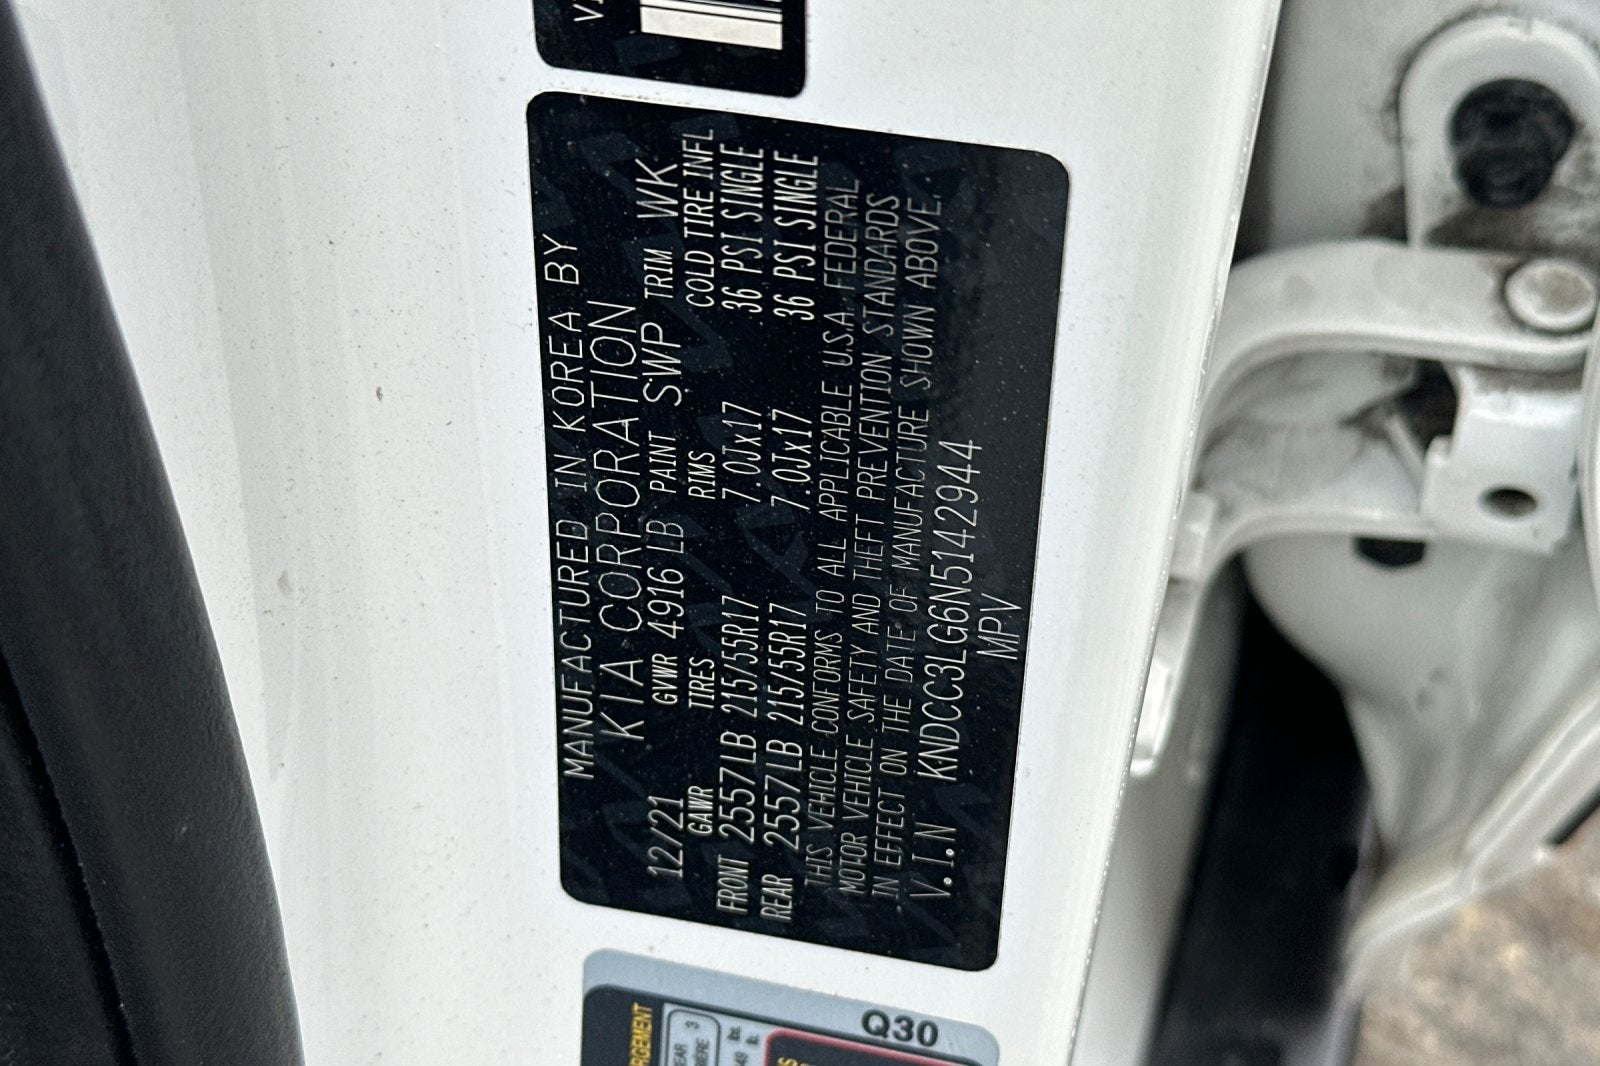 MANUFACTURED IN KOREA BY
KIA CORPORATION
12/21 GVWR 4916 LB PAINT SWP TRIM WK
GAWR TIRES RIMS COLD TIRE INFL
FRONT 2557LB 215/55R17 7.0Jx17 36 PSI SINGLE
REAR 2557LB 215/55R17 7.0Jx17 36 PSI SINGLE
THIS VEHICLE CONFORMS TO ALL APPLICABLE U.S.A. FEDERAL
MOTOR VEHICLE SAFETY AND THEFT PREVENTION STANDARDS
IN EFFECT ON THE DATE OF MANUFACTURE SHOWN ABOVE.
V.I.N KNDCC3LG6N5142944
MPV
Q30